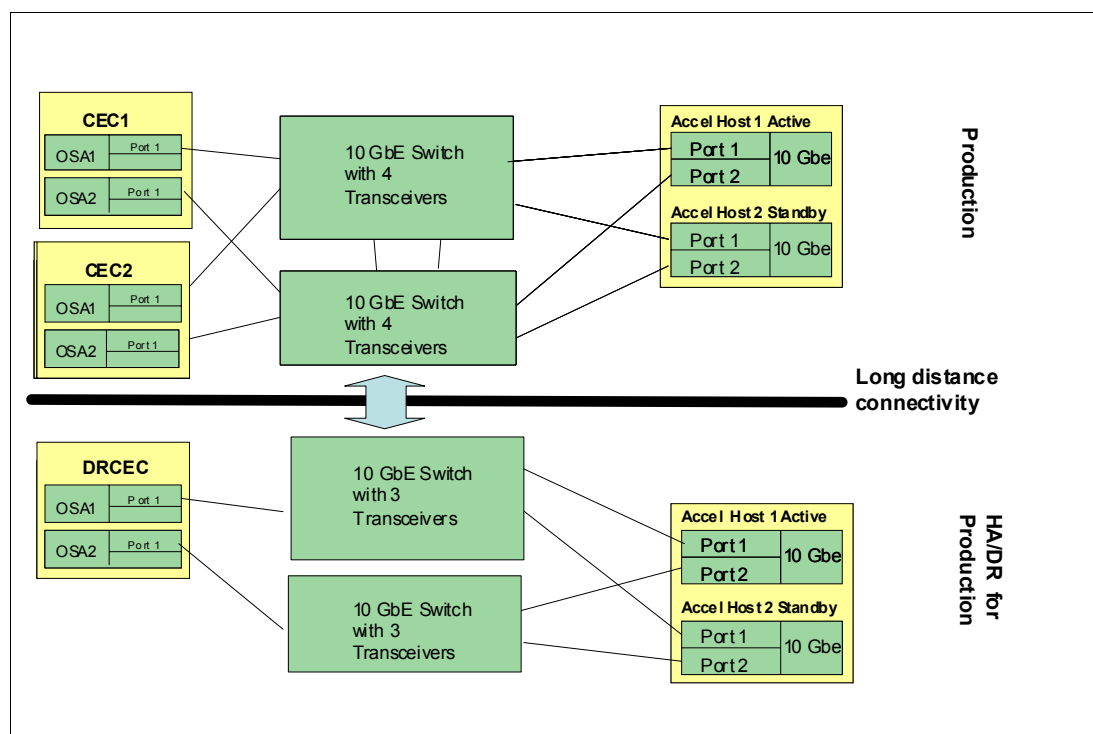 CEC1
OSA1
Port 1
OSA2
Port 1
CEC2
OSA1
Port 1
OSA2
Port 1
10 GbE Switch
with 4
Transceivers
10 GbE Switch
with 4
Transceivers
Accel Host 1 Active
Port 1
Port 2
10 Gbe
Accel Host 2 Standby
Port 1
Port 2
10 Gbe
Production
Long distance
connectivity
DRCEC
OSA1
Port 1
OSA2
Port 1
10 GbE Switch
with 3
Transceivers
10 GbE Switch
with 3
Transceivers
Accel Host 1 Active
Port 1
Port 2
10 Gbe
Accel Host 2 Standby
Port 1
Port 2
10 Gbe
HA/DR for
Production